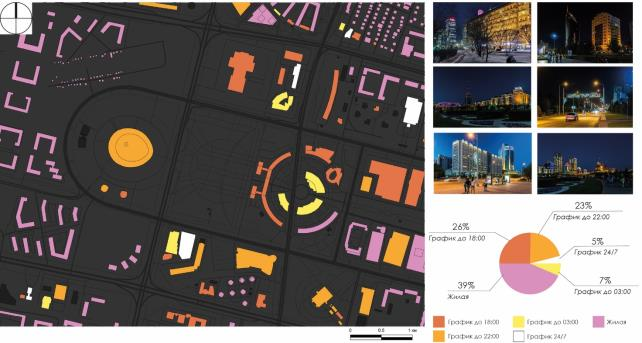 23%
График до 22:00
26%
График до 18:00
5%
График 24/7
7%
График до 03:00
39%
Жилая
График до 18:00
График до 03:00
Жилая
График до 22:00
График 24/7
0 0.5 1 км